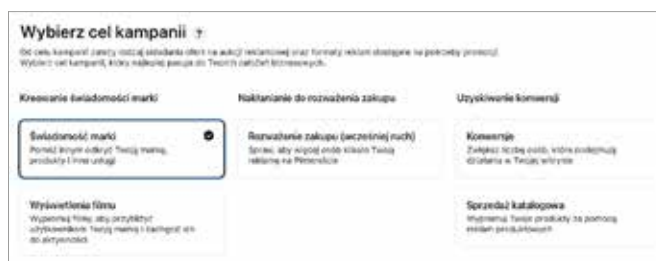 Wybierz cel kampanii ?
Od celu kampanii zależy rodzaj składania ofert na aukcji reklamowej oraz formaty reklam dostępne na potrzeby promocji.
Wybierz cel kampanii, który najlepiej pasuje do Twoich założeń biznesowych.
Kreowanie świadomości marki
Nakłanianie do rozważenia zakupu
Uzyskiwanie konwersji
Świadomość marki
Pomóż innym odkryć Twoją markę,
produkty i inne usługi
Rozważenie zakupu (wcześniej ruch)
Spraw, aby więcej osób klikało Twoją
reklamę na Pintereście
Konwersje
Zwiększ liczbę osób, które podejmują
działania w Twojej witrynie
Wyświetlenia filmu
Wypromuj filmy, aby przybliżyć
użytkownikom Twoją markę i zachęcić ich
do aktywności
Sprzedaż katalogowa
Wypromuj Twoje produkty za pomocą
reklam produktowych